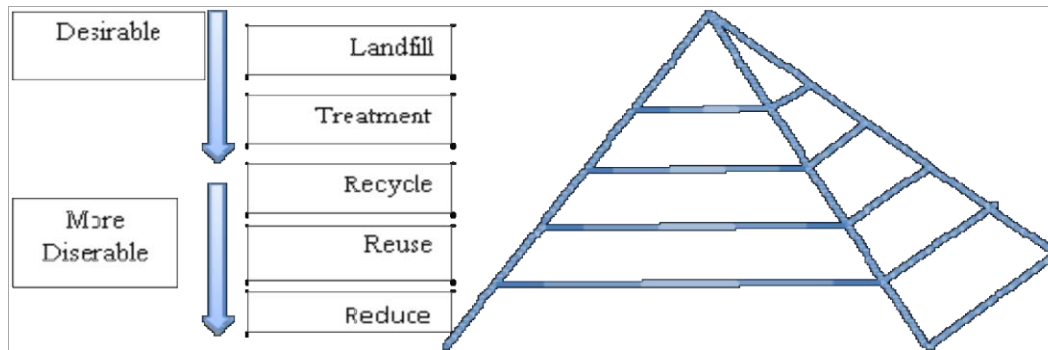 Desirable
Landfill
Treatment
Recycle
More
Diserable
Reuse
Reduce